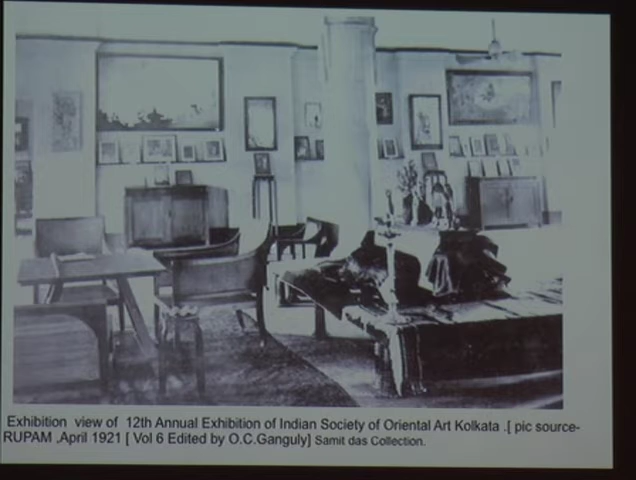 Exhibition view of 12th Annual Exhibition of Indian Society of Oriental Art Kolkata .[ pic source-
RUPAM ,April 1921 [ Vol 6 Edited by O.C.Ganguly] Samit das Collection.